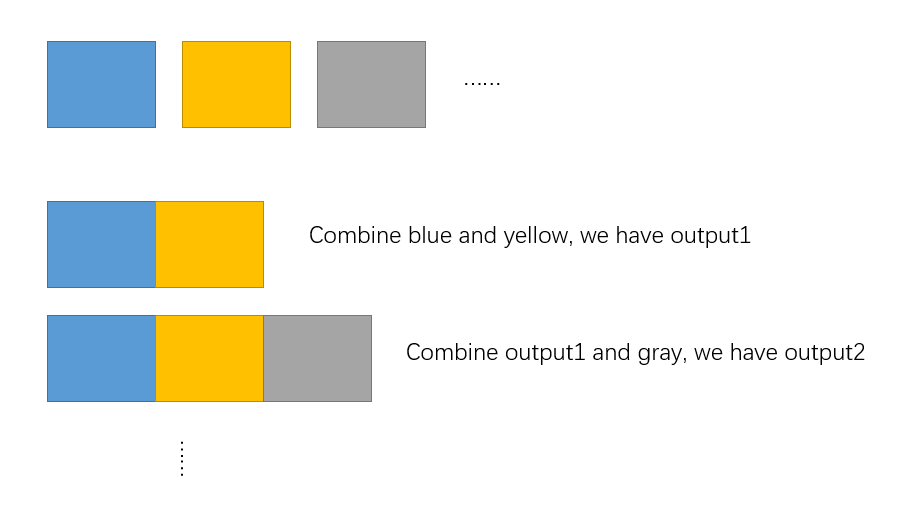 ……
Combine blue and yellow, we have output1
Combine output1 and gray, we have output2
……